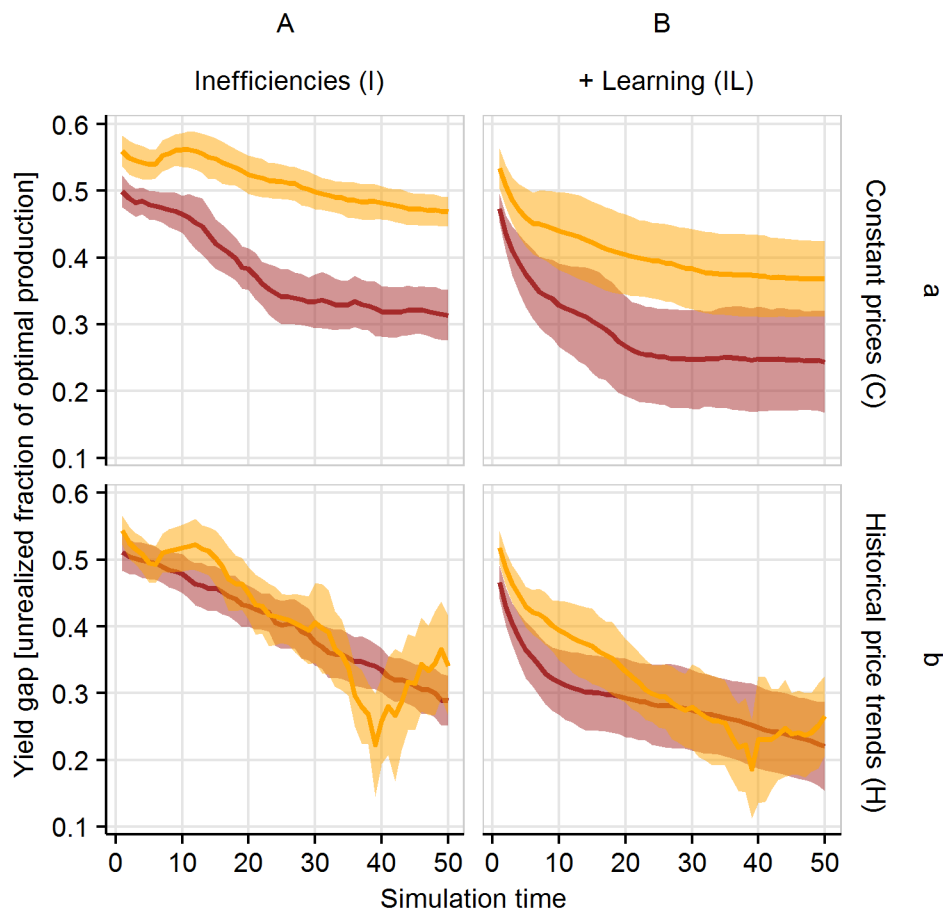 A
B
Inefficiencies (I)
+ Learning (IL)
Yield gap [unrealized fraction of optimal production]
0.6
0.5
0.4
0.3
0.2
0.1
Constant prices (C)
a
0.6
0.5
0.4
0.3
0.2
0.1
Historical price trends (H)
b
0
10
20
30
40
50
0
10
20
30
40
50
Simulation time